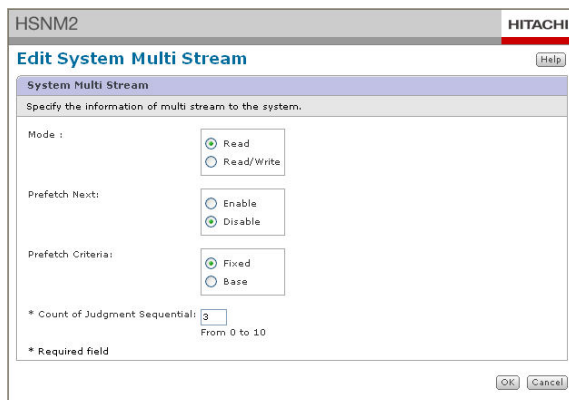 HSNM2
HITACHI
Edit System Multi Stream
Help
System Multi Stream
Specify the information of multi stream to the system.
Mode :
Read
Read/Write
Prefetch Next:
Enable
Disable
Prefetch Criteria:
Fixed
Base
* Count of Judgment Sequential: 3
From 0 to 10
* Required field
OK Cancel